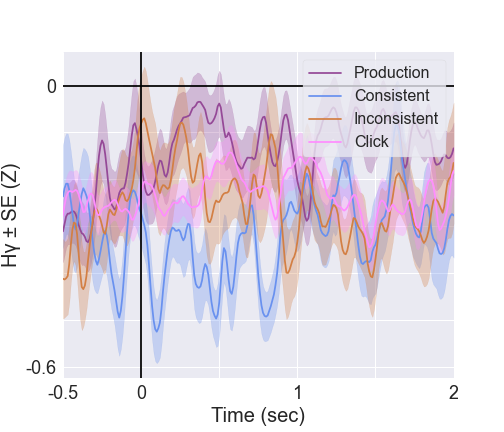 Production
Consistent
Inconsistent
Click
0
-0.6
-0.5
0
1
2
Hγ ± SE (Z)
Time (sec)